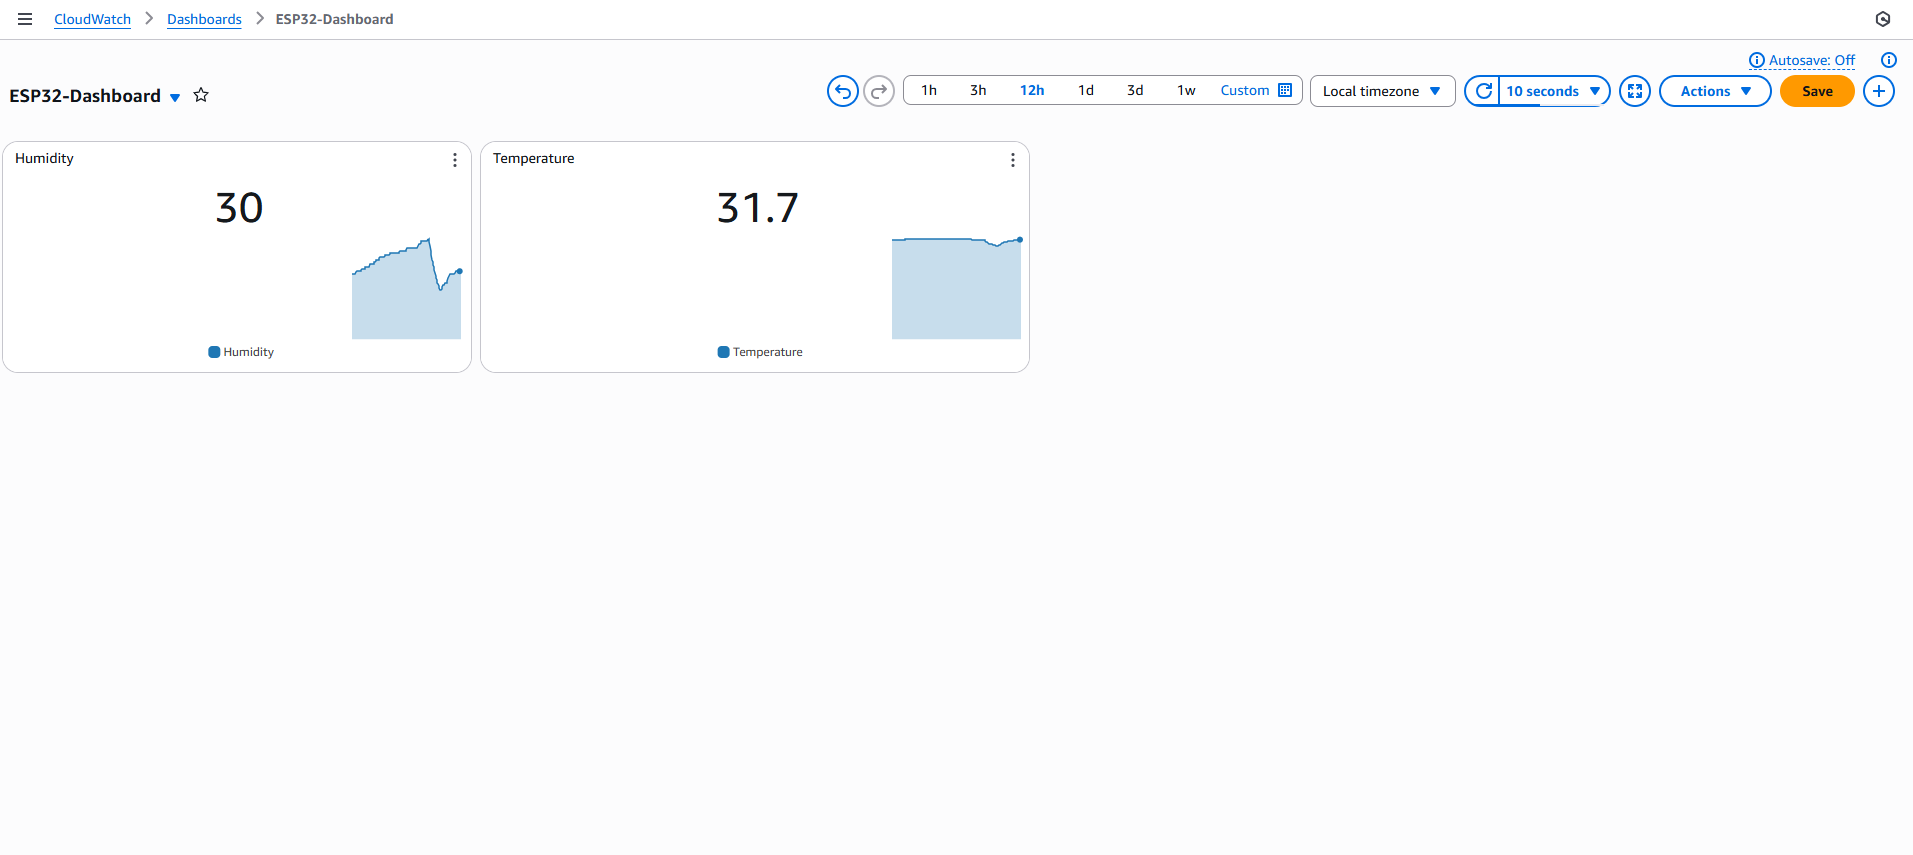 CloudWatch > Dashboards > ESP32-Dashboard
Autosave: Off
ESP32-Dashboard
1h 3h 12h 1d 3d 1w Custom Local timezone 10 seconds Actions Save
Humidity
30
Humidity
Temperature
31.7
Temperature